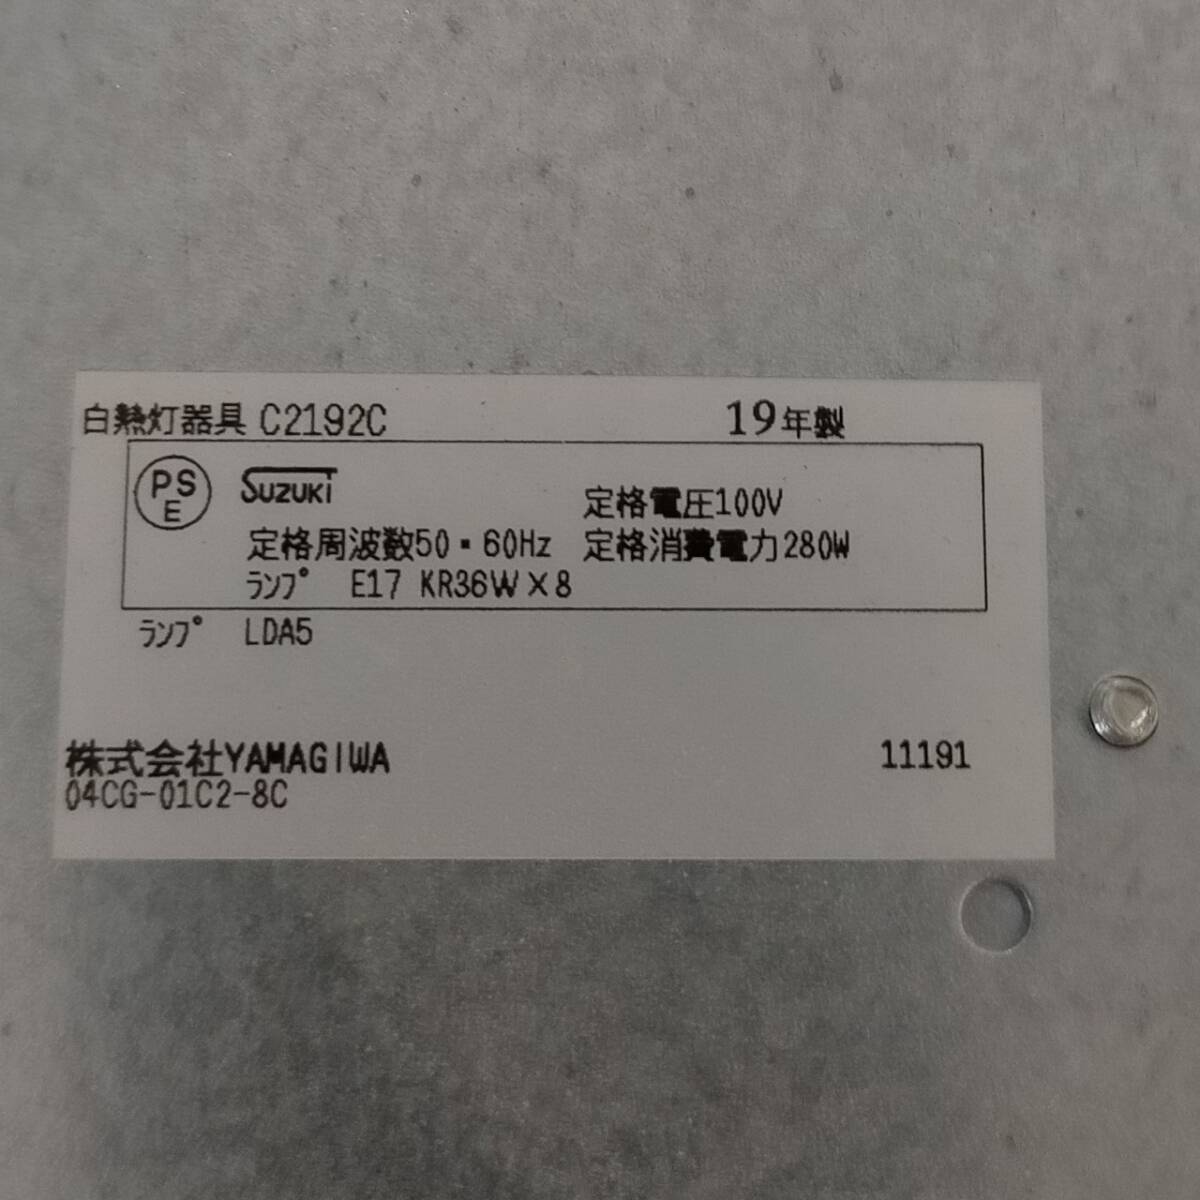 白熱灯器具 C2192C 19年製
PS
E
SUZUKI 定格電圧100V
定格周波数50・60Hz 定格消費電力280W
ﾗﾝﾌﾟ E17 KR36W×8
ﾗﾝﾌﾟ LDA5
株式会社YAMAGIWA 11191
04CG-01C2-8C